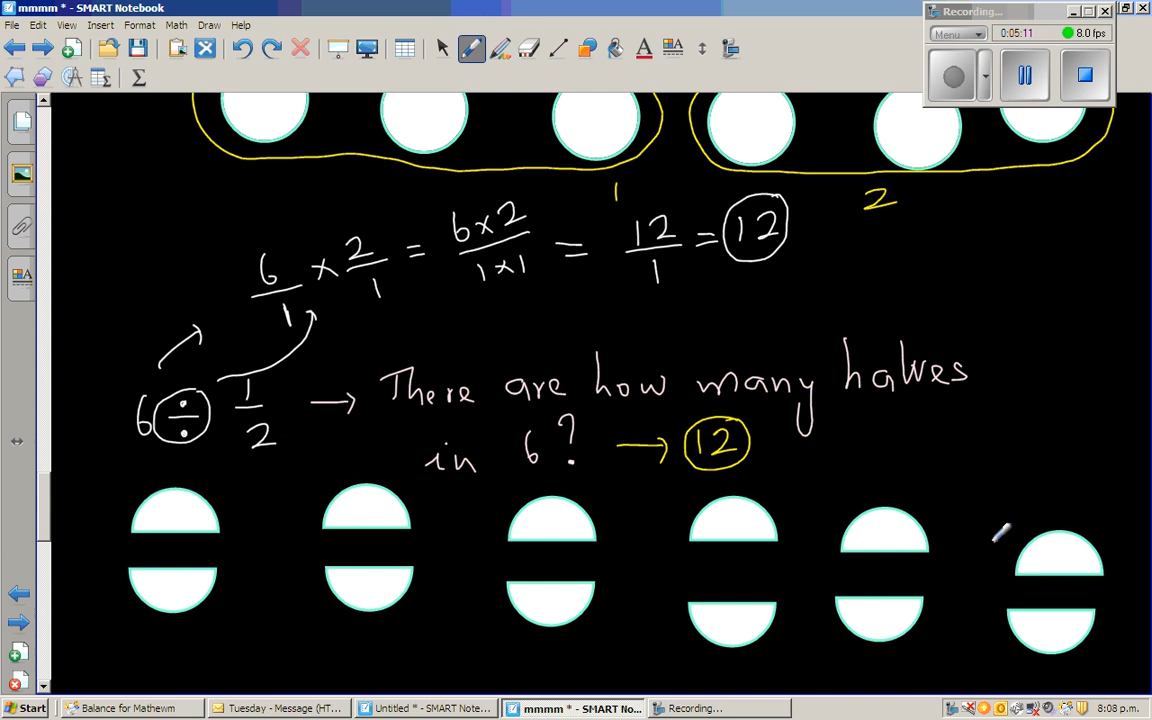 mmmm * - SMART Notebook
File Edit View Insert Format Math Draw Help
Recording...
Menu 0:05:11 8.0 fps
1 2
6/1 × 2/1 = 6×2/1×1 = 12/1 = 12
6 ÷ 1/2 → There are how many halves
in 6? → 12
Start Balance for Mathewm Tuesday - Message (HT... Untitled * - SMART Note... mmmm * - SMART No... Recording... 8:08 p.m.